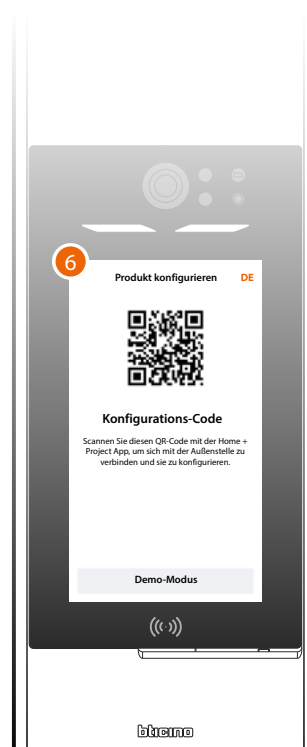 6
Produkt konfigurieren DE
Konfigurations-Code
Scannen Sie diesen QR-Code mit der Home +
Project App, um sich mit der Außenstelle zu
verbinden und sie zu konfigurieren.
Demo-Modus
bticino